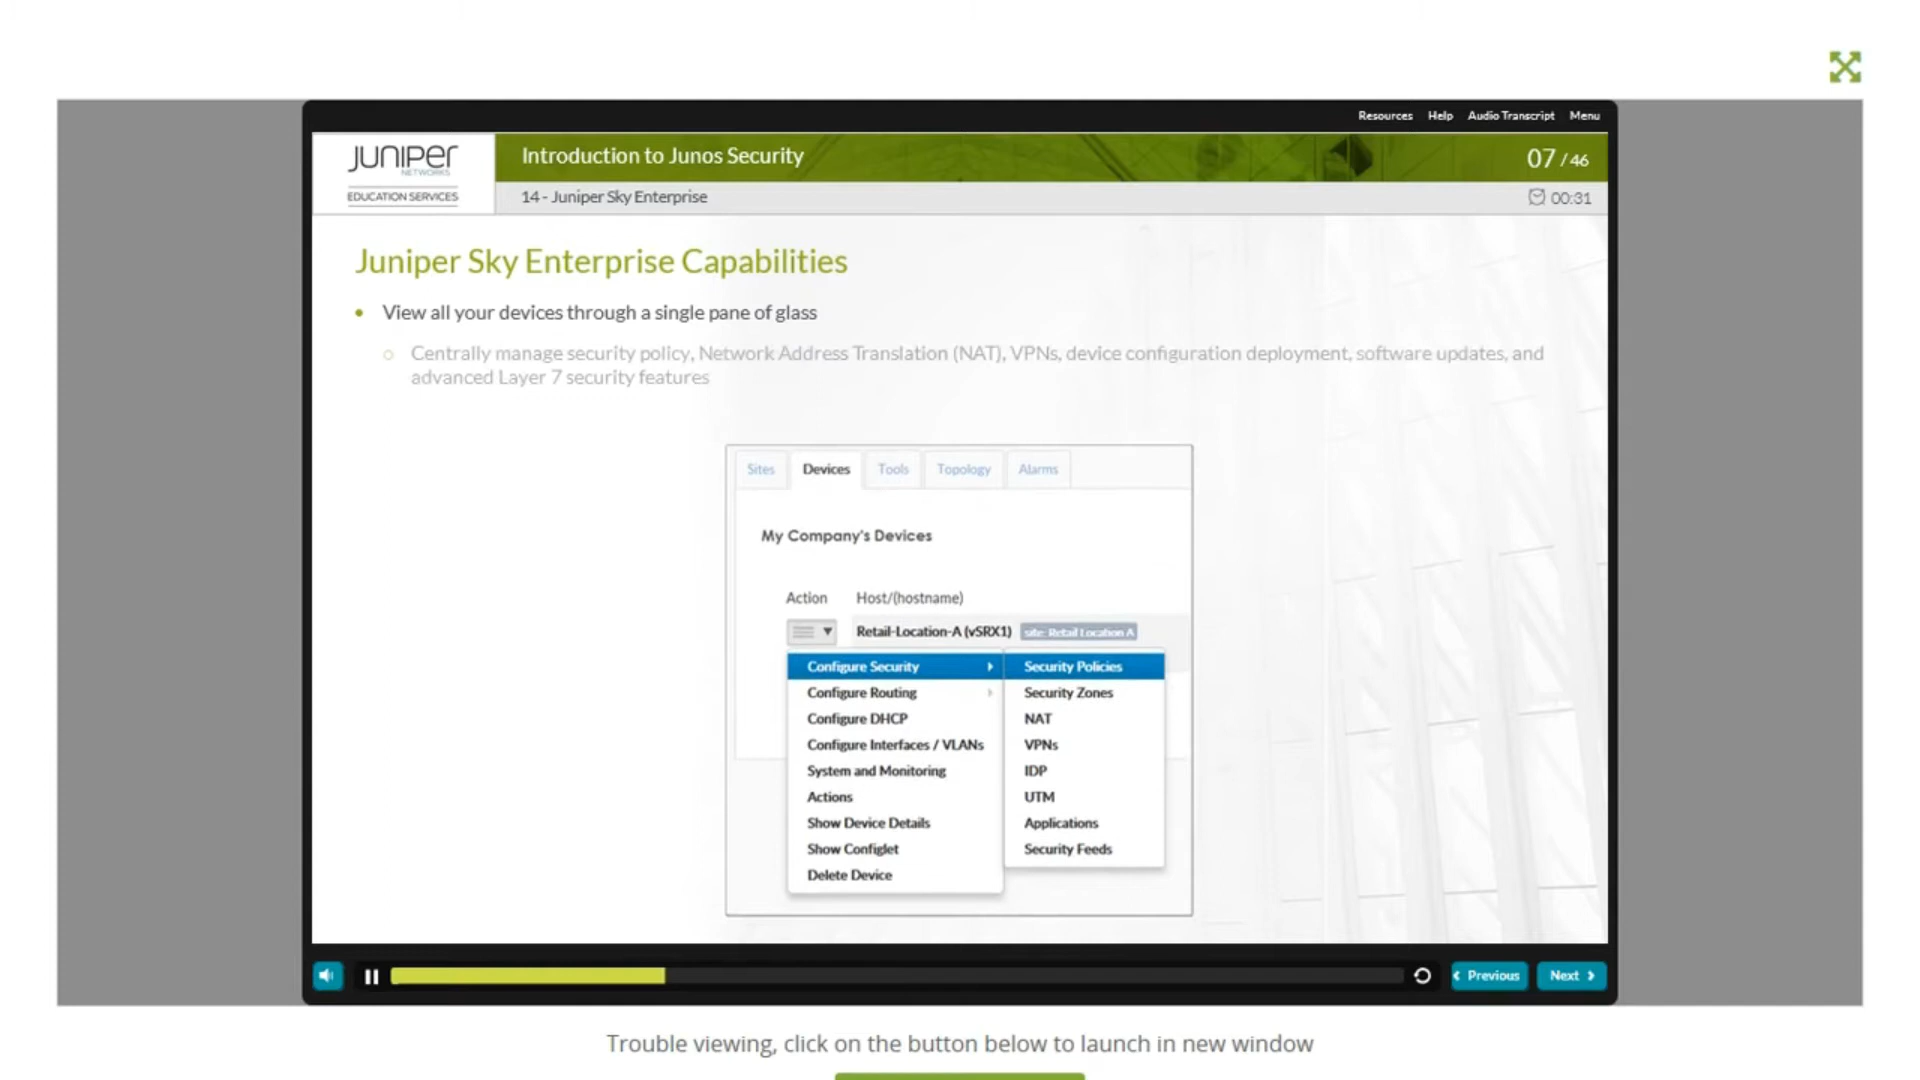 Resources Help Audio Transcript Menu
JUNIPER
NETWORKS
EDUCATION SERVICES
Introduction to Junos Security
07 / 46
14 - Juniper Sky Enterprise
00:31
Juniper Sky Enterprise Capabilities
• View all your devices through a single pane of glass
○ Centrally manage security policy, Network Address Translation (NAT), VPNs, device configuration deployment, software updates, and
advanced Layer 7 security features
Sites Devices Tools Topology Alarms
My Company's Devices
Action Host/(hostname)
Retail-Location-A (vSRX1) site: Retail Location A
Configure Security
Configure Routing
Configure DHCP
Configure Interfaces / VLANs
System and Monitoring
Actions
Show Device Details
Show Configlet
Delete Device
Security Policies
Security Zones
NAT
VPNs
IDP
UTM
Applications
Security Feeds
Previous Next
Trouble viewing, click on the button below to launch in new window